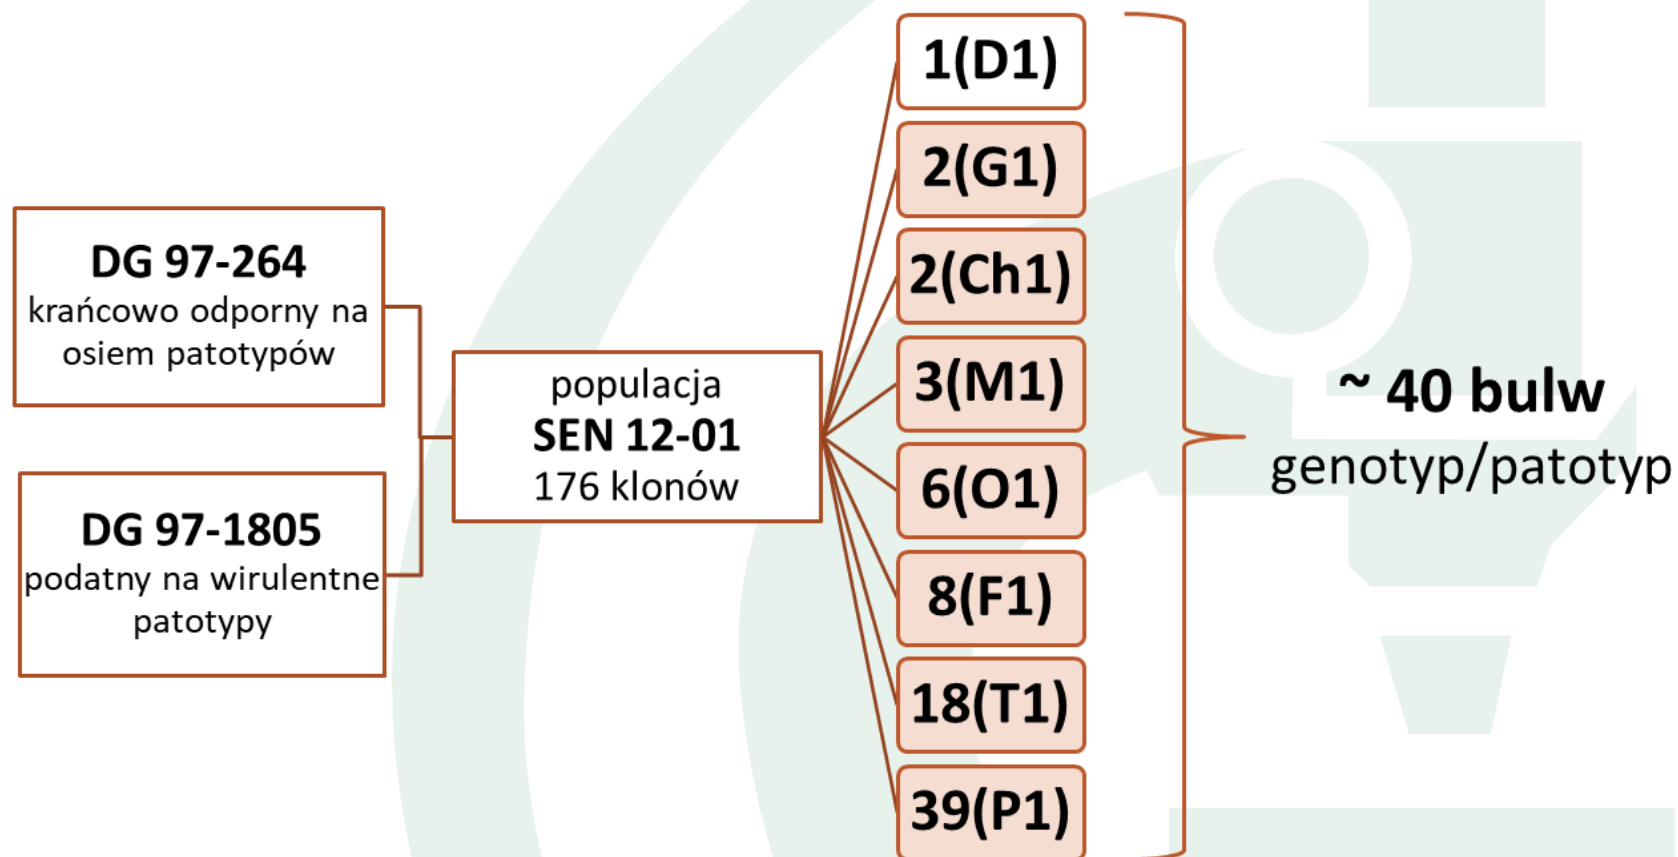 DG 97-264
krańcowo odporny na
osiem patotypów
DG 97-1805
podatny na wirulentne
patotypy
populacja
SEN 12-01
176 klonów
1(D1)
2(G1)
2(Ch1)
3(M1)
6(O1)
8(F1)
18(T1)
39(P1)
~ 40 bulw
genotyp/patotyp